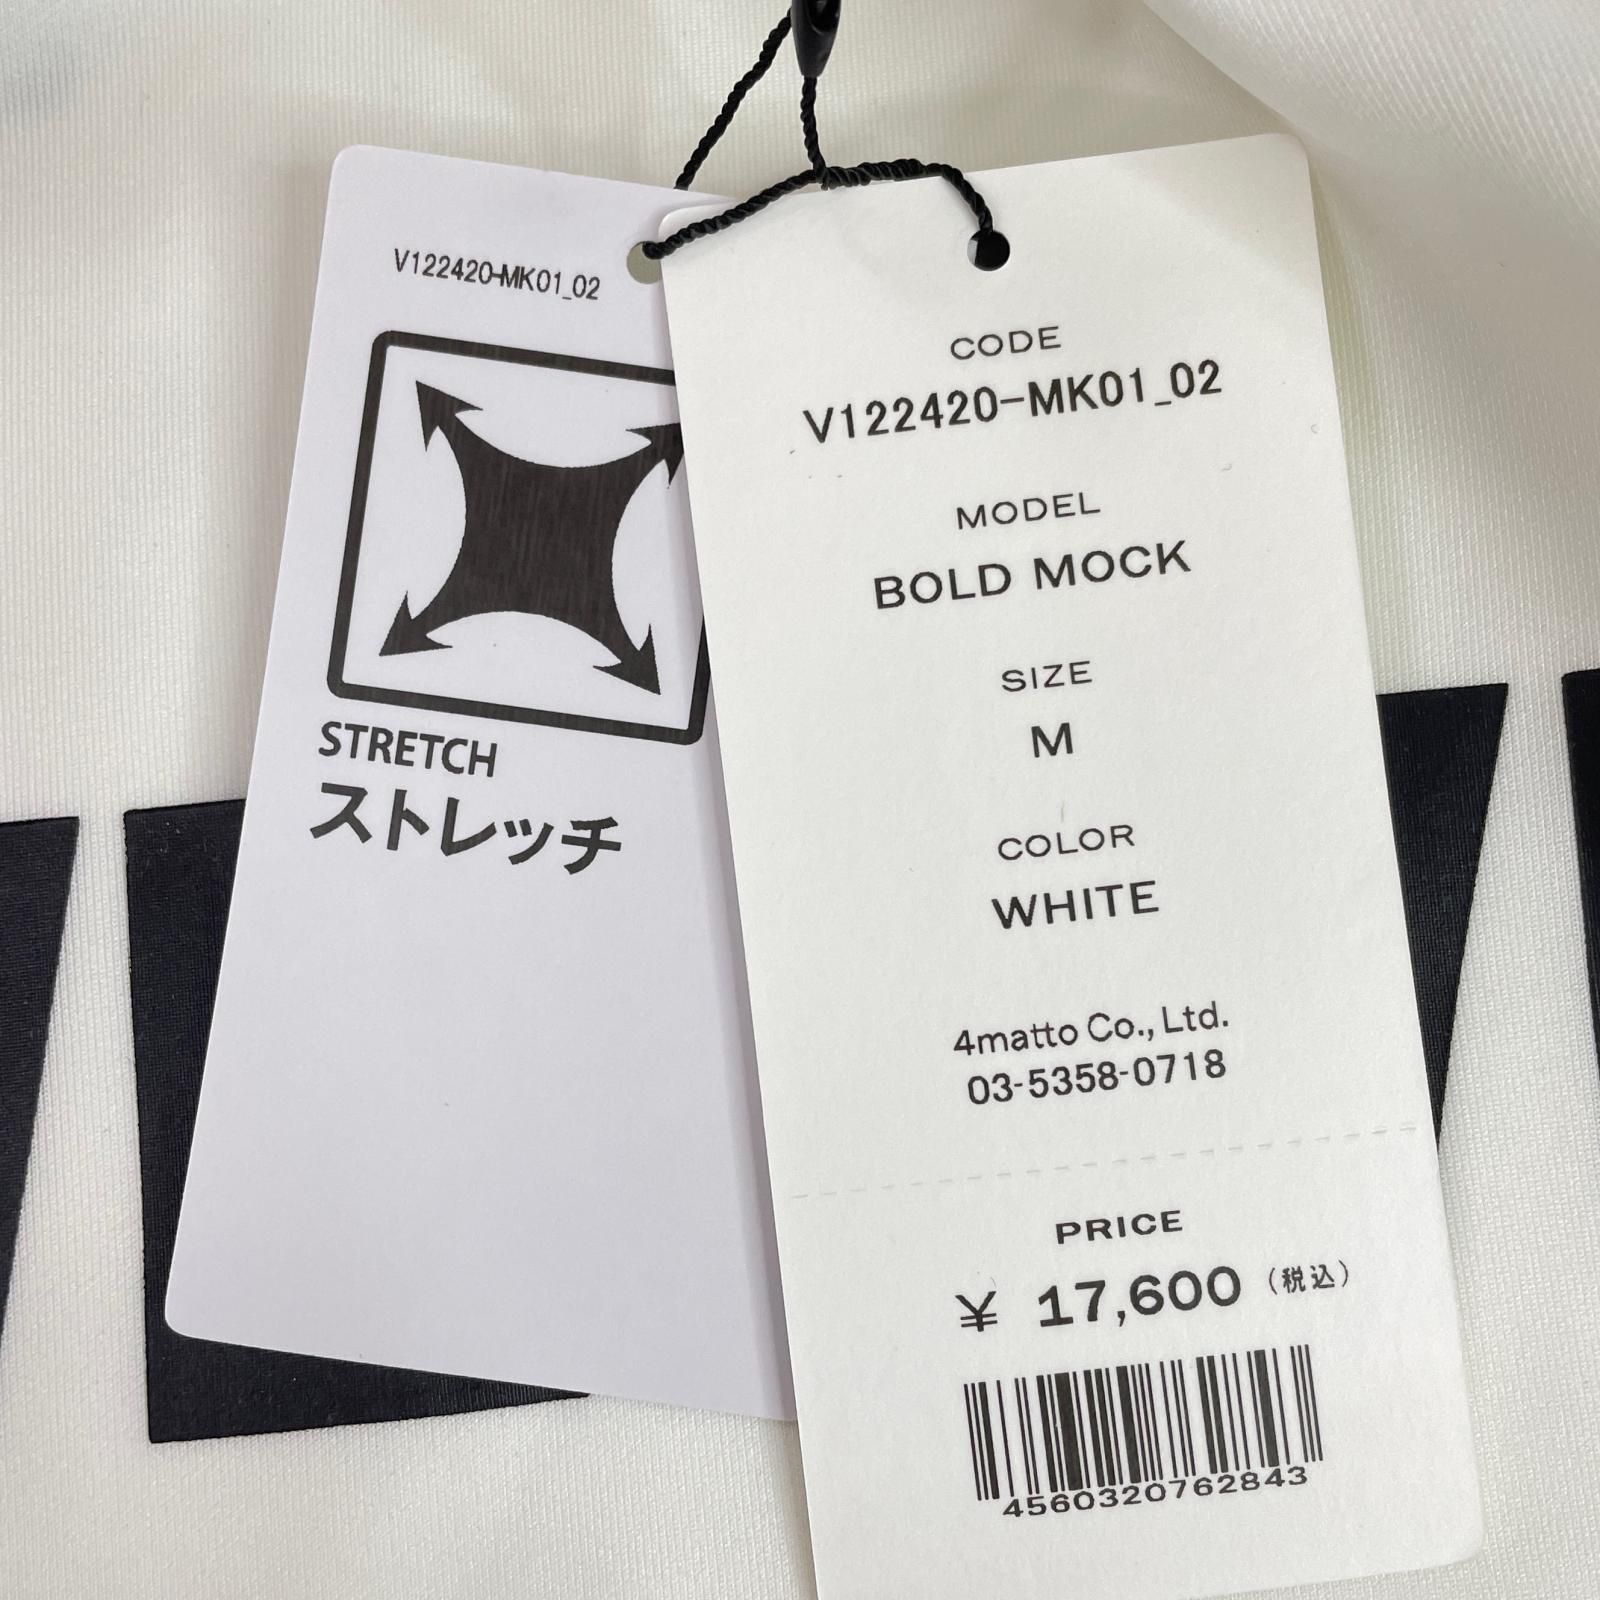 V122420-MK01_02
STRETCH
ストレッチ
CODE
V122420-MK01_02
MODEL
BOLD MOCK
SIZE
M
COLOR
WHITE
4matto Co., Ltd.
03-5358-0718
PRICE
¥ 17,600 (税込)
4560320762843